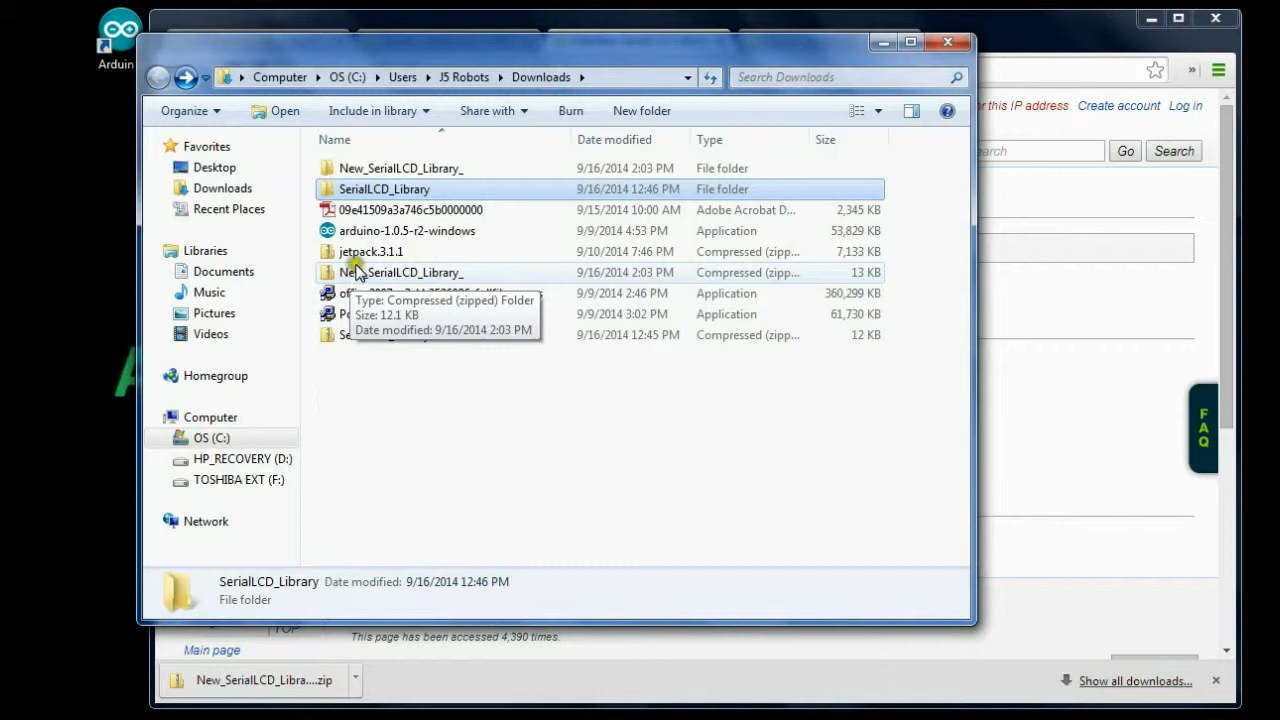 Arduin
Computer OS (C:) Users J5 Robots Downloads
Search Downloads
Organize Open Include in library Share with Burn New folder
r this IP address Create account Log in
earch Go Search
Name Date modified Type Size
Favorites
Desktop
Downloads
Recent Places
Libraries
Documents
Music
Pictures
Videos
Homegroup
Computer
OS (C:)
HP_RECOVERY (D:)
TOSHIBA EXT (F:)
Network
New_SerialLCD_Library_ 9/16/2014 2:03 PM File folder
SerialLCD_Library 9/16/2014 12:46 PM File folder
09e41509a3a746c5b0000000 9/15/2014 10:00 AM Adobe Acrobat D... 2,345 KB
arduino-1.0.5-r2-windows 9/9/2014 4:53 PM Application 53,829 KB
jetpack.3.1.1 9/10/2014 7:46 PM Compressed (zipp... 7,133 KB
New_SerialLCD_Library_ 9/16/2014 2:03 PM Compressed (zipp... 13 KB
9/9/2014 2:46 PM Application 360,299 KB
9/9/2014 3:02 PM Application 61,730 KB
9/16/2014 12:45 PM Compressed (zipp... 12 KB
Type: Compressed (zipped) Folder
Size: 12.1 KB
Date modified: 9/16/2014 2:03 PM
FAQ
SerialLCD_Library Date modified: 9/16/2014 12:46 PM
File folder
This page has been accessed 4,390 times.
Main page
New_SerialLCD_Libra....zip
Show all downloads...